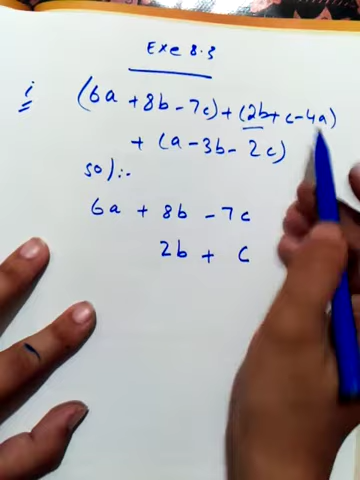 Exe 8.3
i (6a + 8b - 7c) + (2b + c - 4a)
+ (a - 3b - 2c)
sol:-
6a + 8b - 7c
2b + c